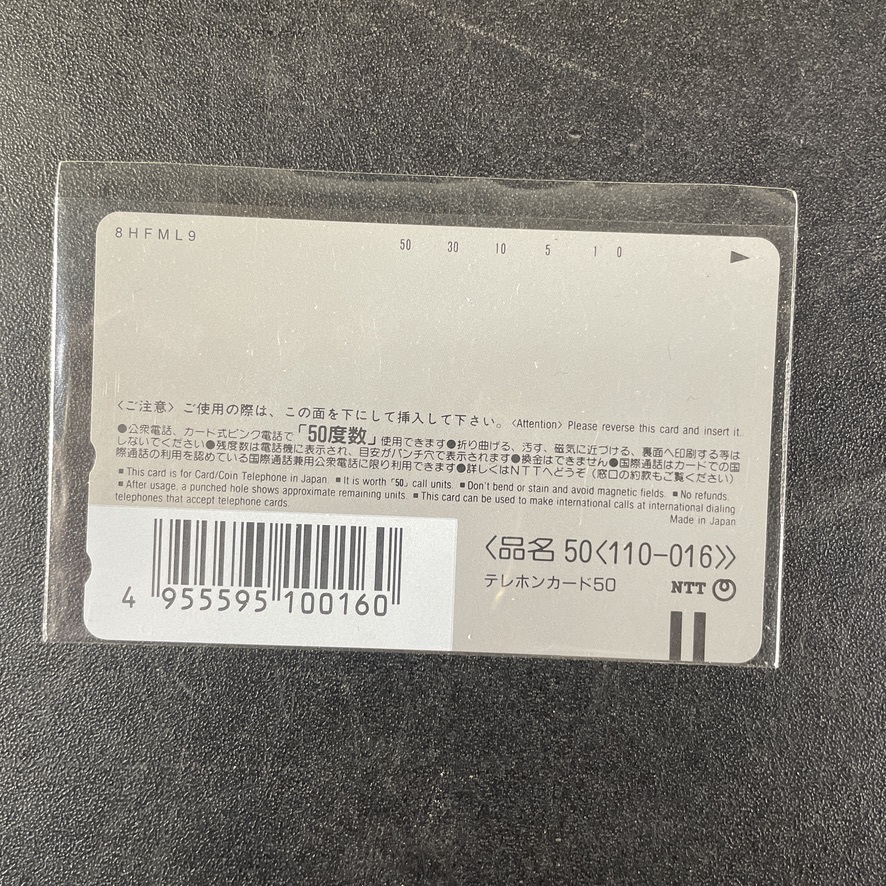 8HFML9
50 30 10 5 1 0
〈ご注意〉ご使用の際は、この面を下にして挿入して下さい。〈Attention〉 Please reverse this card and insert it.
●公衆電話、カード式ピンク電話で「50度数」使用できます●折り曲げる、汚す、磁気に近づける、裏面へ印刷する等は
しないでください●残度数は電話機に表示され、目安がパンチ穴で表示されます●換金はできません●国際通話はカードでの国
際通話の利用を認めている国際通話兼用公衆電話に限り利用できます●詳しくはNTTへどうぞ（窓口の約款もご覧ください）
■This card is for Card/Coin Telephone in Japan. ■It is worth「50」call units. ■Don't bend or stain and avoid magnetic fields. ■No refunds.
■After usage, a punched hole shows approximate remaining units. ■This card can be used to make international calls at international dialing
telephones that accept telephone cards.
Made in Japan
〈品名 50〈110-016〉〉
テレホンカード50
NTT
4 955595 100160